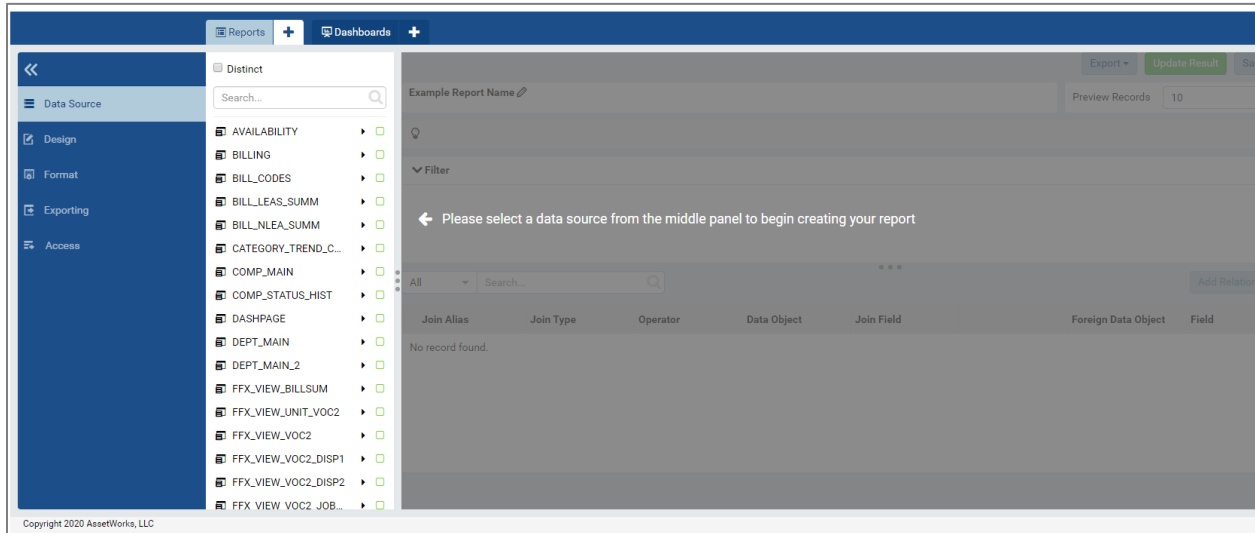 Reports
Dashboards
Data Source
Design
Format
Exporting
Access
Distinct
Search...
AVAILABILITY
BILLING
BILL_CODES
BILL_LEAS_SUMM
BILL_NLEA_SUMM
CATEGORY_TREND_C...
COMP_MAIN
COMP_STATUS_HIST
DASHPAGE
DEPT_MAIN
DEPT_MAIN_2
FFX_VIEW_BILLSUM
FFX_VIEW_UNIT_VOC2
FFX_VIEW_VOC2
FFX_VIEW_VOC2_DISP1
FFX_VIEW_VOC2_DISP2
FFX_VIEW_VOC2_JOB...
Export Update Result Sa
Example Report Name
Preview Records 10
Filter
Please select a data source from the middle panel to begin creating your report
All Search... Add Relation
Join Alias Join Type Operator Data Object Join Field Foreign Data Object Field
No record found.
Copyright 2020 AssetWorks, LLC